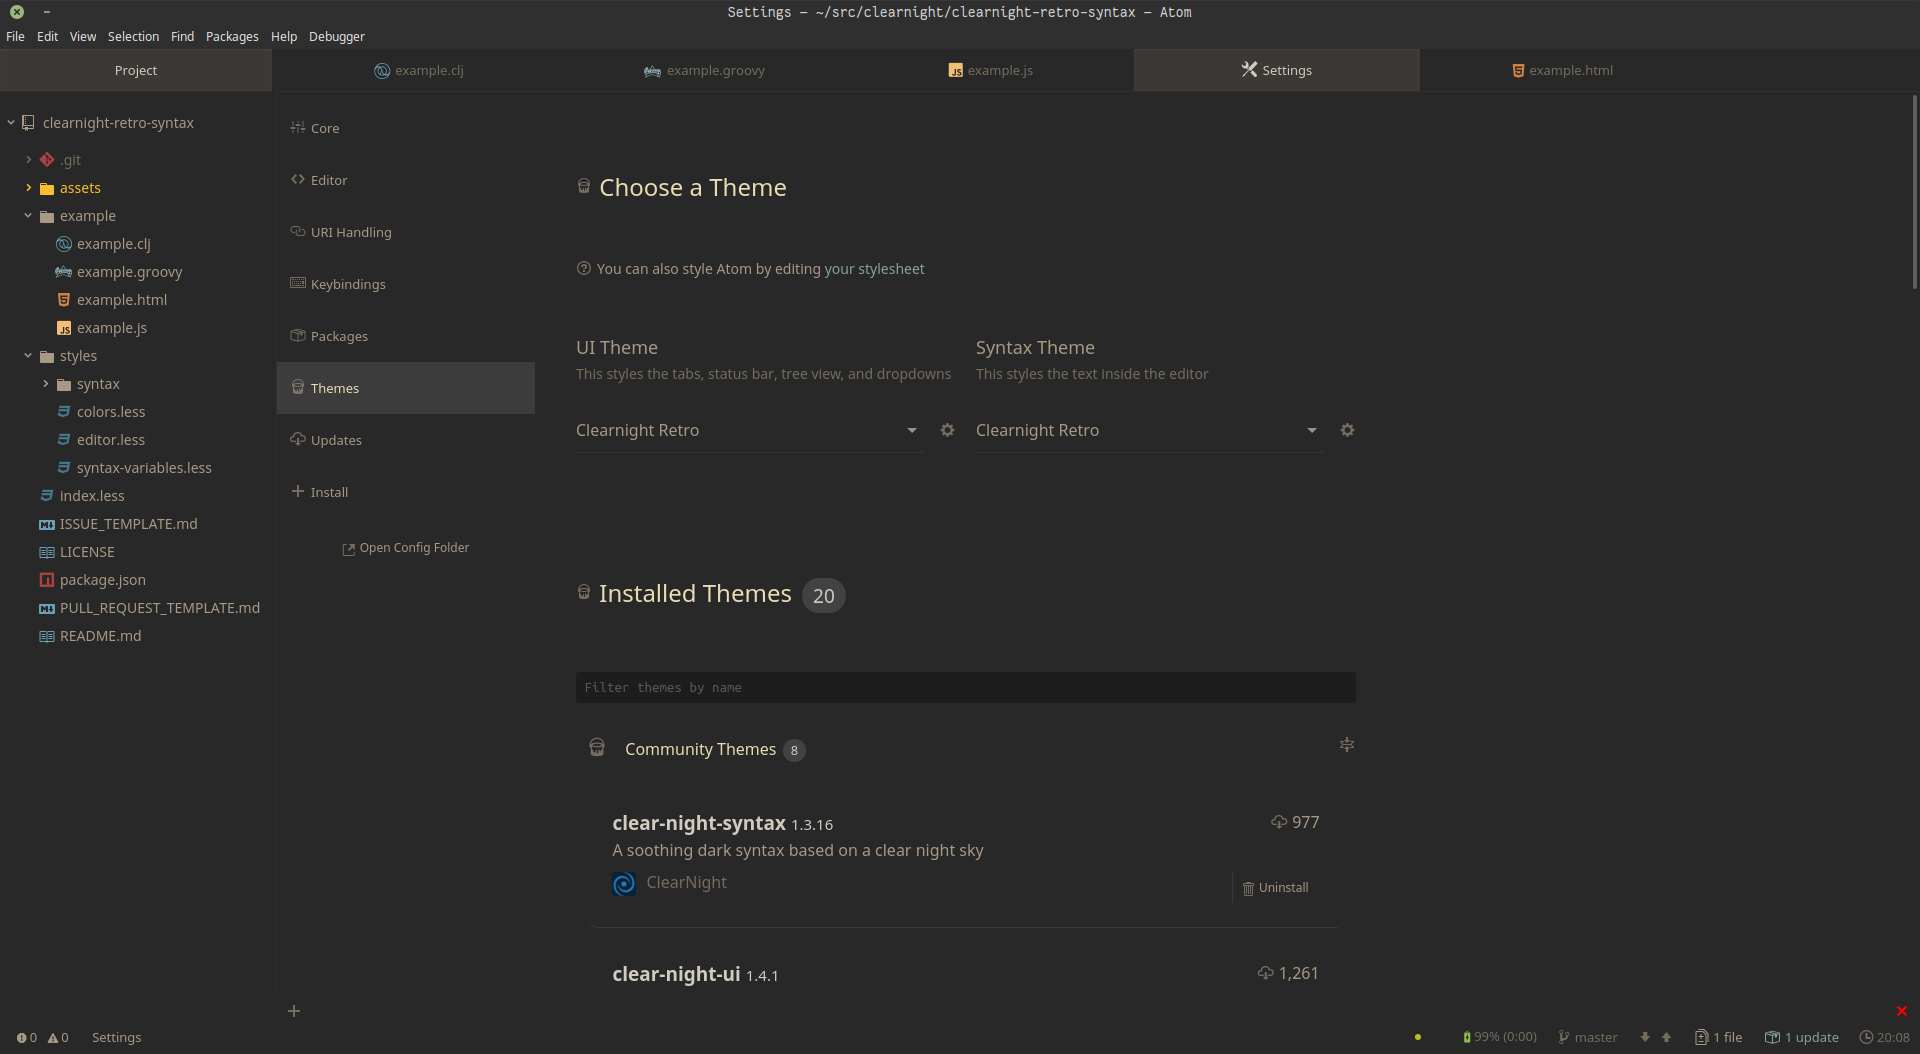 Settings — ~/src/clearnight/clearnight-retro-syntax — Atom
File Edit View Selection Find Packages Help Debugger
Project
example.clj
example.groovy
example.js
Settings
example.html
clearnight-retro-syntax
.git
assets
example
example.clj
example.groovy
example.html
example.js
styles
syntax
colors.less
editor.less
syntax-variables.less
index.less
ISSUE_TEMPLATE.md
LICENSE
package.json
PULL_REQUEST_TEMPLATE.md
README.md
Core
Editor
URI Handling
Keybindings
Packages
Themes
Updates
Install
Open Config Folder
Choose a Theme
You can also style Atom by editing your stylesheet
UI Theme
This styles the tabs, status bar, tree view, and dropdowns
Clearnight Retro
Syntax Theme
This styles the text inside the editor
Clearnight Retro
Installed Themes 20
Filter themes by name
Community Themes 8
clear-night-syntax 1.3.16
977
A soothing dark syntax based on a clear night sky
ClearNight
Uninstall
clear-night-ui 1.4.1
1,261
0 0 Settings
99% (0:00) master 1 file 1 update 20:08